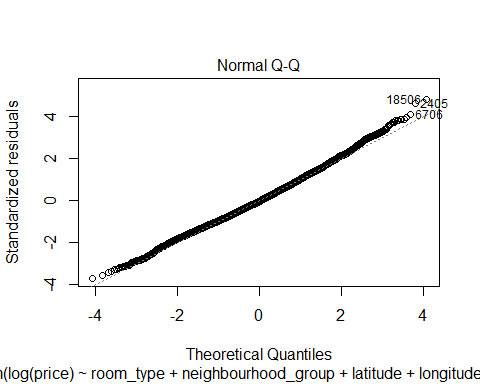 Normal Q-Q
Standardized residuals
4
2
0
-2
-4
18506
2405
6706
-4 -2 0 2 4
Theoretical Quantiles
n(log(price) ~ room_type + neighbourhood_group + latitude + longitude